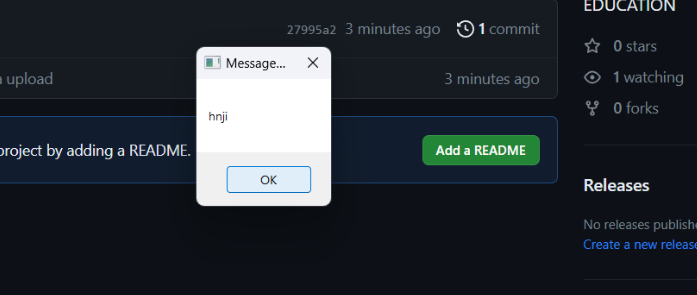 EDUCATION
27995a2 3 minutes ago 1 commit
0 stars
upload 3 minutes ago
1 watching
0 forks
Message...
hnji
project by adding a README.
Add a README
OK
Releases
No releases
Create a new release